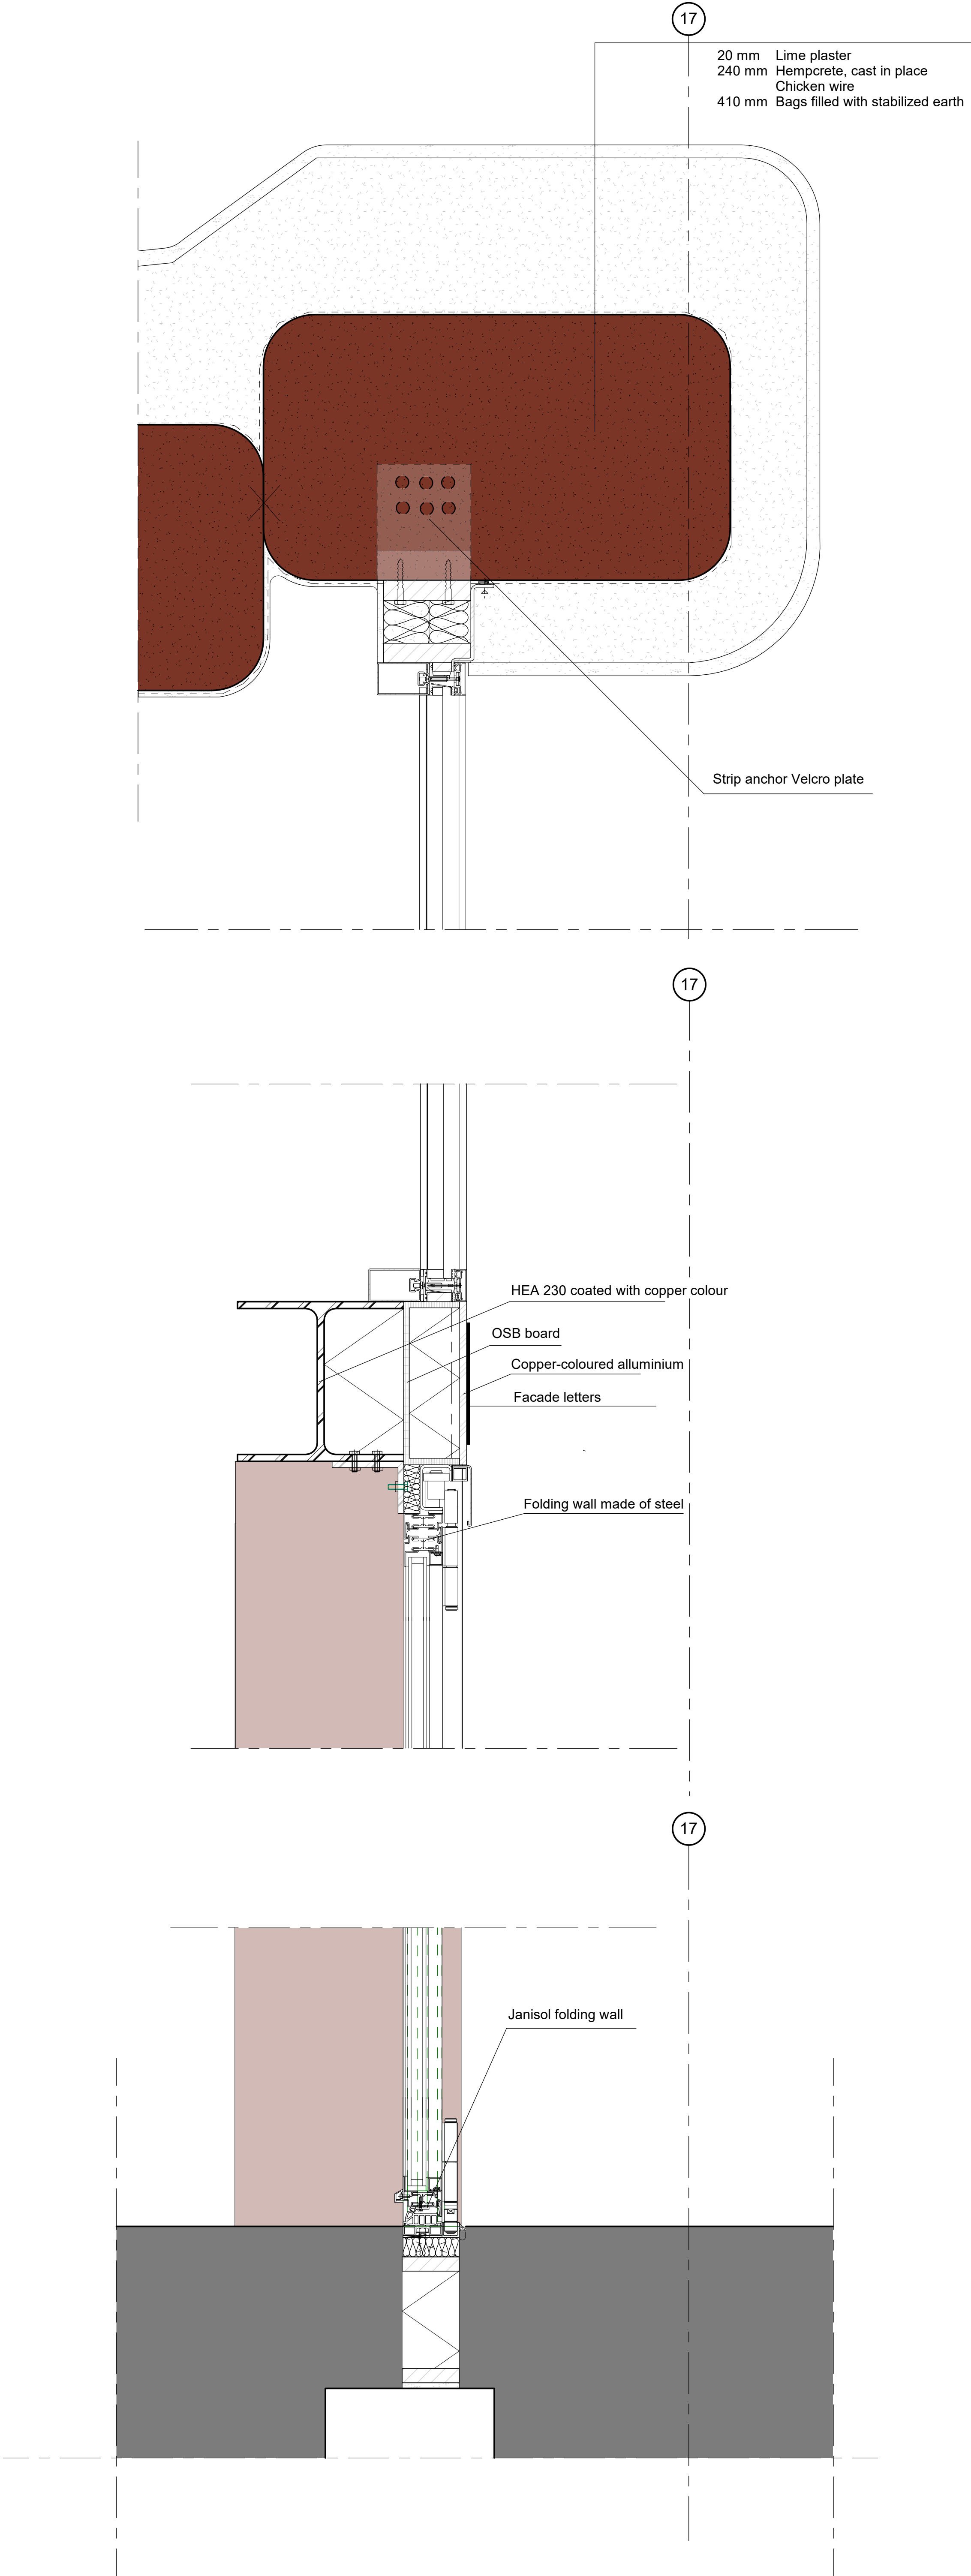 17
20 mm Lime plaster
240 mm Hempcrete, cast in place
Chicken wire
410 mm Bags filled with stabilized earth
Strip anchor Velcro plate
17
HEA 230 coated with copper colour
OSB board
Copper-coloured alluminium
Facade letters
Folding wall made of steel
17
Janisol folding wall